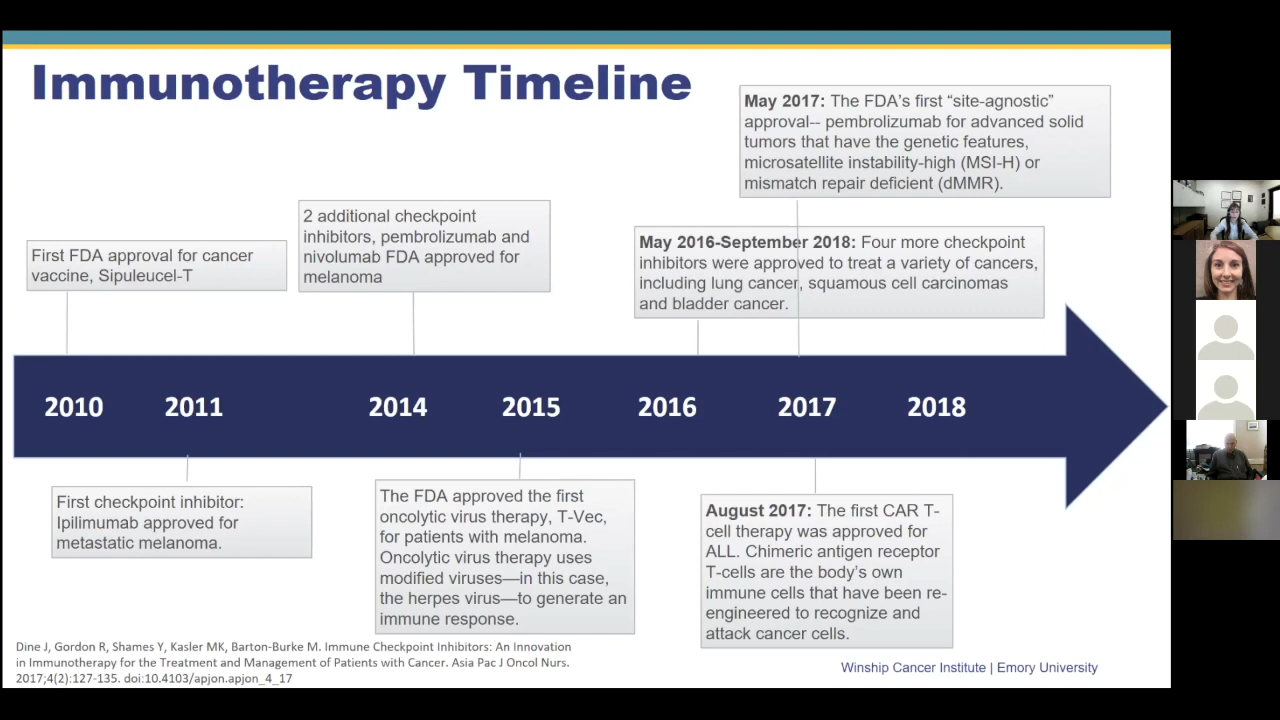 Immunotherapy Timeline
May 2017: The FDA's first “site-agnostic”
approval-- pembrolizumab for advanced solid
tumors that have the genetic features,
microsatellite instability-high (MSI-H) or
mismatch repair deficient (dMMR).
2 additional checkpoint
inhibitors, pembrolizumab and
nivolumab FDA approved for
melanoma
First FDA approval for cancer
vaccine, Sipuleucel-T
May 2016-September 2018: Four more checkpoint
inhibitors were approved to treat a variety of cancers,
including lung cancer, squamous cell carcinomas
and bladder cancer.
2010 2011 2014 2015 2016 2017 2018
First checkpoint inhibitor:
Ipilimumab approved for
metastatic melanoma.
The FDA approved the first
oncolytic virus therapy, T-Vec,
for patients with melanoma.
Oncolytic virus therapy uses
modified viruses—in this case,
the herpes virus—to generate an
immune response.
August 2017: The first CAR T-
cell therapy was approved for
ALL. Chimeric antigen receptor
T-cells are the body's own
immune cells that have been re-
engineered to recognize and
attack cancer cells.
Dine J, Gordon R, Shames Y, Kasler MK, Barton-Burke M. Immune Checkpoint Inhibitors: An Innovation
in Immunotherapy for the Treatment and Management of Patients with Cancer. Asia Pac J Oncol Nurs.
2017;4(2):127-135. doi:10.4103/apjon.apjon_4_17
Winship Cancer Institute | Emory University